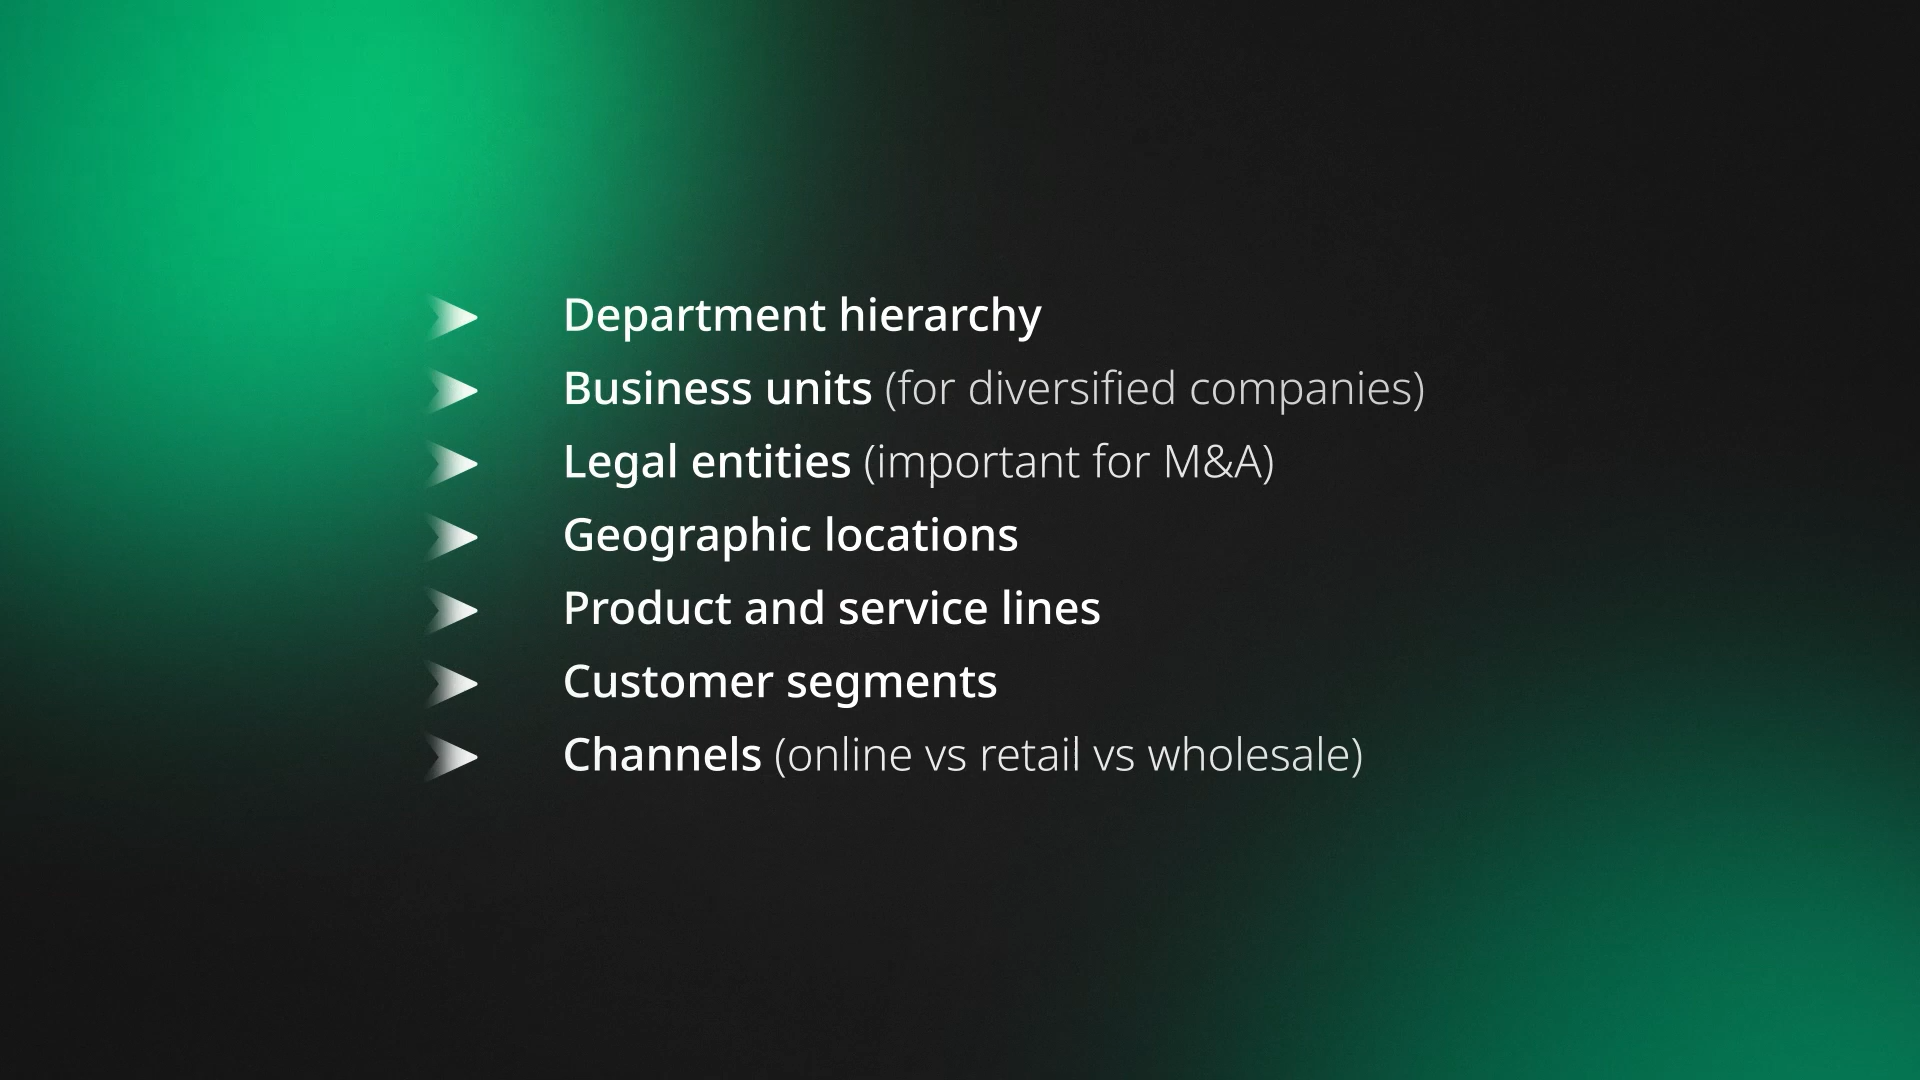 Department hierarchy
Business units (for diversified companies)
Legal entities (important for M&A)
Geographic locations
Product and service lines
Customer segments
Channels (online vs retail vs wholesale)